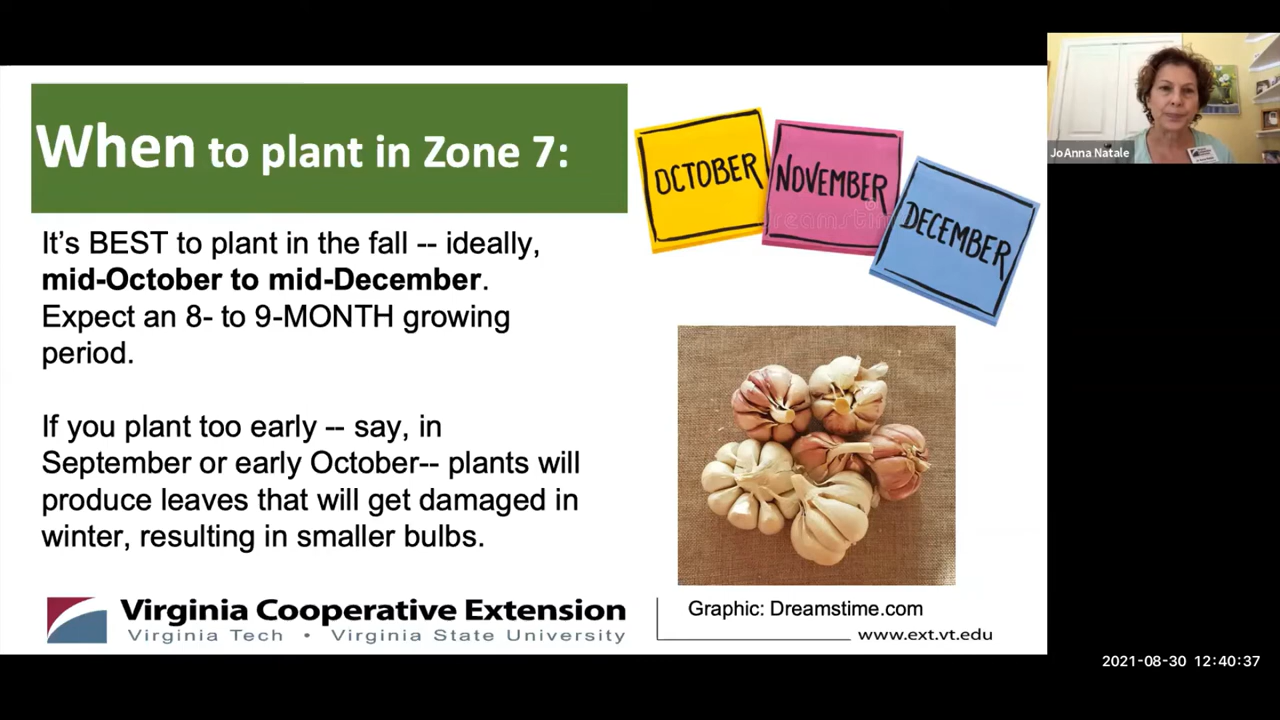 When to plant in Zone 7:
OCTOBER
NOVEMBER
DECEMBER
dreamstime
JoAnna Natale
It's BEST to plant in the fall -- ideally,
mid-October to mid-December.
Expect an 8- to 9-MONTH growing
period.
If you plant too early -- say, in
September or early October-- plants will
produce leaves that will get damaged in
winter, resulting in smaller bulbs.
Virginia Cooperative Extension
Virginia Tech • Virginia State University
Graphic: Dreamstime.com
www.ext.vt.edu
2021-08-30 12:40:37